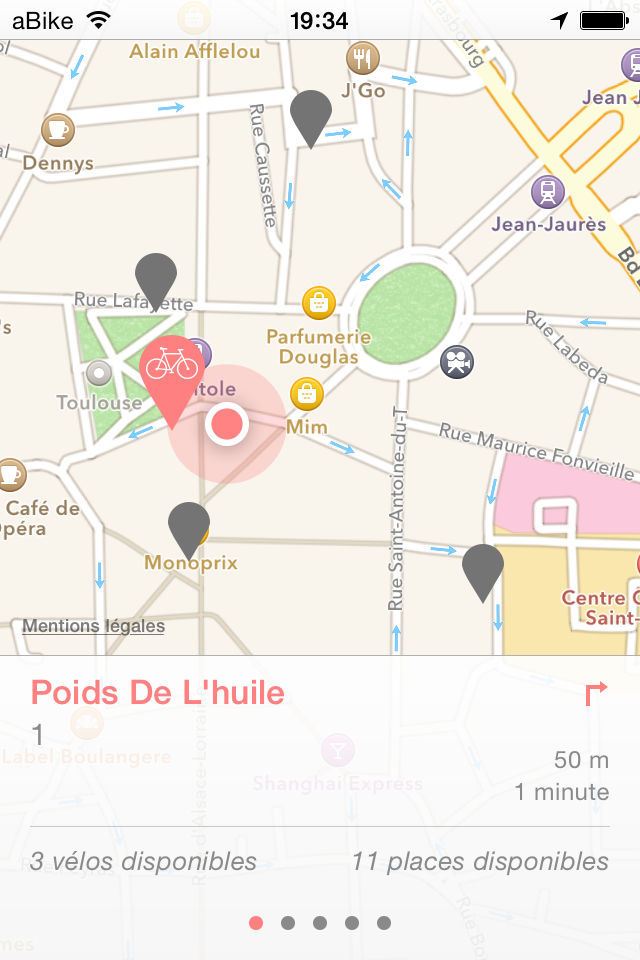 aBike
19:34
Alain Afflelou
J'Go
Jean J
Dennys
Rue Caussette
Jean-Jaurès
Bd
Rue Lafayette
Parfumerie
Douglas
Rue Labeda
Toulouse
Mim
Rue Maurice Fonvieille
Café de
Monoprix
Rue Saint-Antoine-du-T
Centre
Saint-
Mentions légales
Poids De L'huile
1
Label Boulangere
Shanghai Express
50 m
1 minute
3 vélos disponibles
11 places disponibles